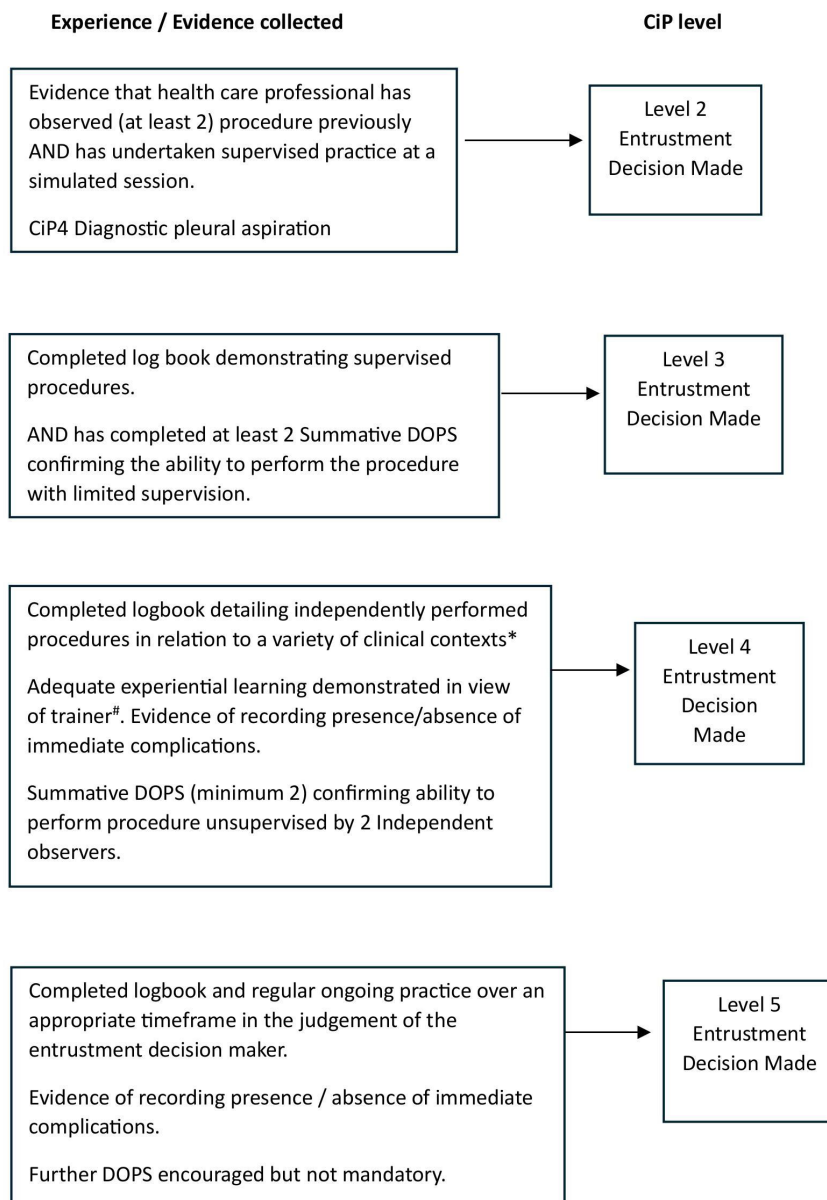 Experience / Evidence collected
CiP level
Evidence that health care professional has
observed (at least 2) procedure previously
AND has undertaken supervised practice at a
simulated session.
CiP4 Diagnostic pleural aspiration
Level 2
Entrustment
Decision Made
Completed log book demonstrating supervised
procedures.
AND has completed at least 2 Summative DOPS
confirming the ability to perform the procedure
with limited supervision.
Level 3
Entrustment
Decision Made
Completed logbook detailing independently performed
procedures in relation to a variety of clinical contexts*
Adequate experiential learning demonstrated in view
of trainer#. Evidence of recording presence/absence of
immediate complications.
Summative DOPS (minimum 2) confirming ability to
perform procedure unsupervised by 2 Independent
observers.
Level 4
Entrustment
Decision
Made
Completed logbook and regular ongoing practice over an
appropriate timeframe in the judgement of the
entrustment decision maker.
Evidence of recording presence / absence of immediate
complications.
Further DOPS encouraged but not mandatory.
Level 5
Entrustment
Decision Made